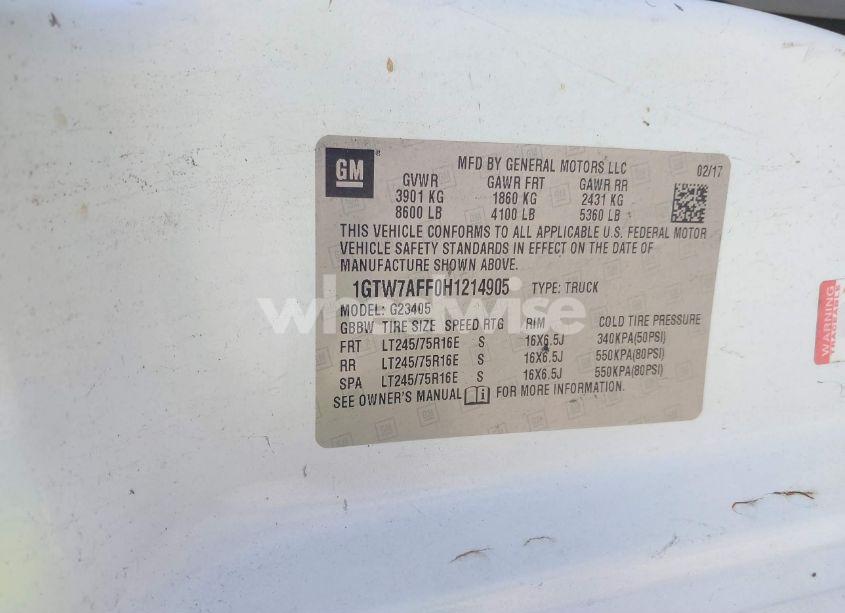 GM
MFD BY GENERAL MOTORS LLC 02/17
GVWR GAWR FRT GAWR RR
3901 KG 1860 KG 2431 KG
8600 LB 4100 LB 5360 LB
THIS VEHICLE CONFORMS TO ALL APPLICABLE U.S. FEDERAL MOTOR
VEHICLE SAFETY STANDARDS IN EFFECT ON THE DATE OF
MANUFACTURE SHOWN ABOVE.
1GTW7AFF0H1214905 TYPE: TRUCK
wheelwise
MODEL: G23405
GBBW TIRE SIZE SPEED RTG RIM COLD TIRE PRESSURE
FRT LT245/75R16E S 16X6.5J 340KPA(50PSI)
RR LT245/75R16E S 16X6.5J 550KPA(80PSI)
SPA LT245/75R16E S 16X6.5J 550KPA(80PSI)
SEE OWNER'S MANUAL FOR MORE INFORMATION.
WARNING